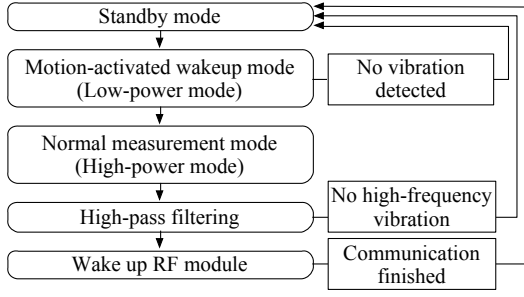 Standby mode
Motion-activated wakeup mode
(Low-power mode)
No vibration
detected
Normal measurement mode
(High-power mode)
High-pass filtering
No high-frequency
vibration
Wake up RF module
Communication
finished